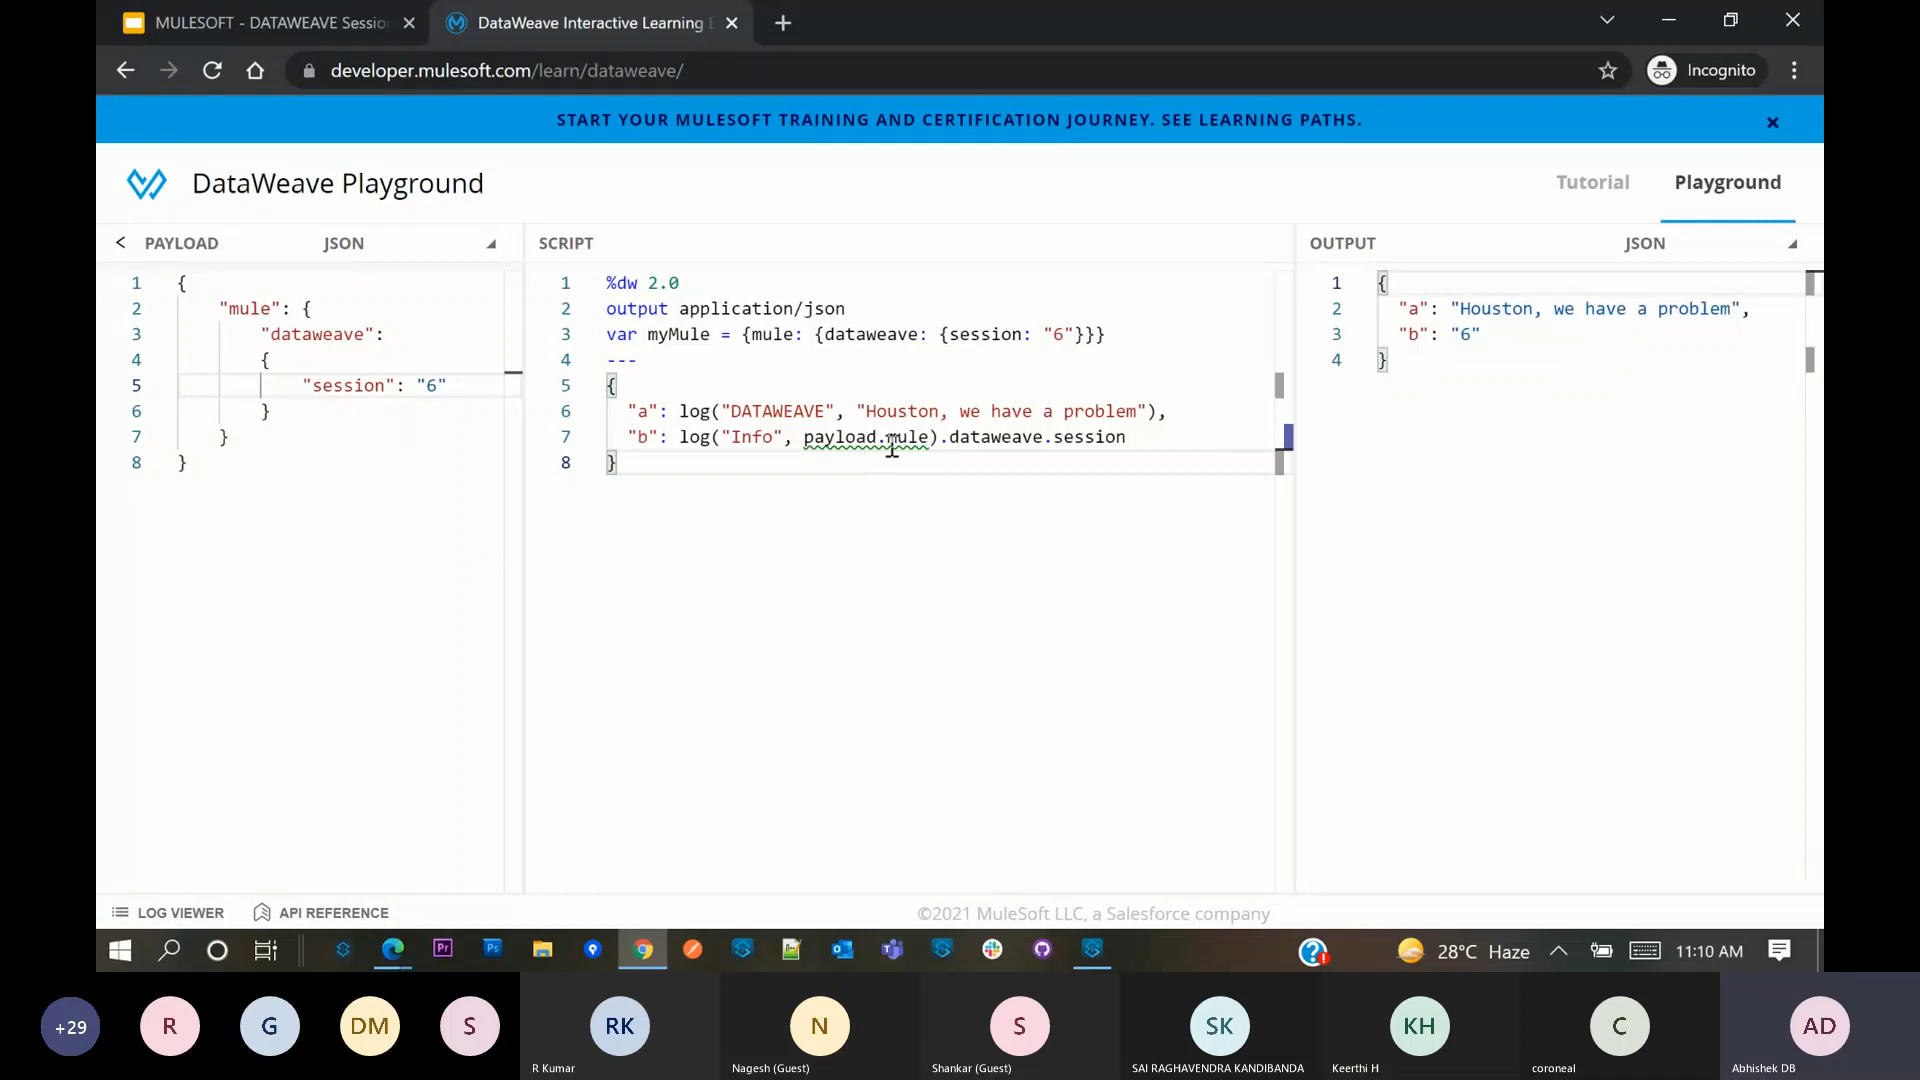 MULESOFT - DATAWEAVE Sessio
DataWeave Interactive Learning E
developer.mulesoft.com/learn/dataweave/
Incognito
START YOUR MULESOFT TRAINING AND CERTIFICATION JOURNEY. SEE LEARNING PATHS.
DataWeave Playground
Tutorial
Playground
PAYLOAD
JSON
1 {
2 "mule": {
3 "dataweave":
4 {
5 "session": "6"
6 }
7 }
8 }
SCRIPT
1 %dw 2.0
2 output application/json
3 var myMule = {mule: {dataweave: {session: "6"}}}
4 ---
5 {
6 "a": log("DATAWEAVE", "Houston, we have a problem"),
7 "b": log("Info", payload.mule).dataweave.session
8 }
OUTPUT
JSON
1 {
2 "a": "Houston, we have a problem",
3 "b": "6"
4 }
LOG VIEWER
API REFERENCE
©2021 MuleSoft LLC, a Salesforce company
Pr
Ps
28°C Haze
11:10 AM
+29
R
G
DM
S
RK
N
S
SK
KH
C
AD
R Kumar
Nagesh (Guest)
Shankar (Guest)
SAI RAGHAVENDRA KANDIBANDA
Keerthi H
coroneal
Abhishek DB